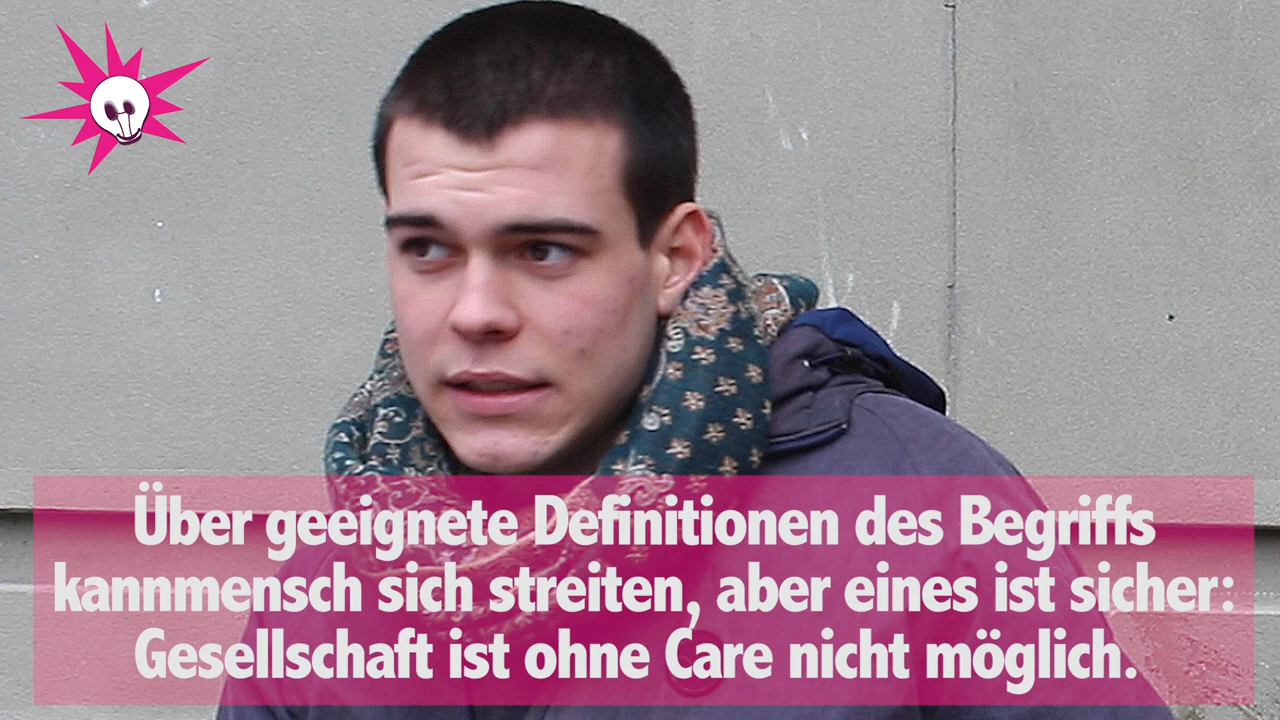 Über geeignete Definitionen des Begriffs
kannmensch sich streiten, aber eines ist sicher:
Gesellschaft ist ohne Care nicht möglich.